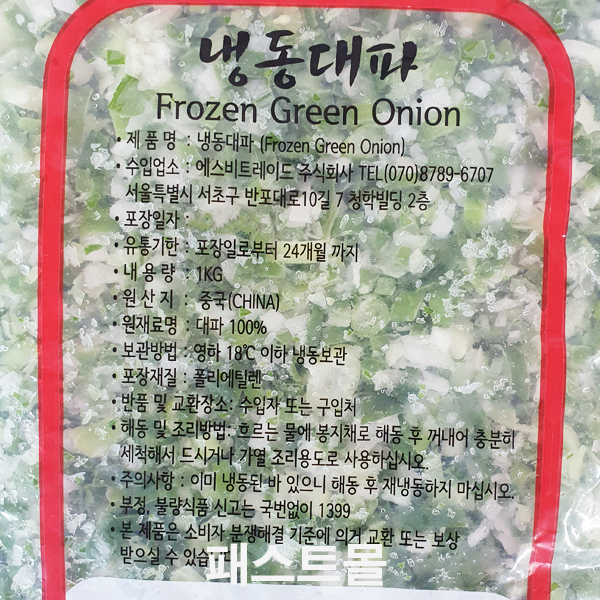 냉동대파
Frozen Green Onion
• 제 품 명 : 냉동대파 (Frozen Green Onion)
• 수입업소 : 에스비트레이드 주식회사 TEL(070)8789-6707
서울특별시 서초구 반포대로10길 7 청학빌딩 2층
• 포장일자 :
• 유통기한 : 포장일로부터 24개월 까지
• 내 용 량 : 1KG
• 원 산 지 : 중국(CHINA)
• 원재료명 : 대파 100%
• 보관방법 : 영하 18℃ 이하 냉동보관
• 포장재질 : 폴리에틸렌
• 반품 및 교환장소: 수입자 또는 구입처
• 해동 및 조리방법: 흐르는 물에 봉지채로 해동 후 꺼내어 충분히
세척해서 드시거나 가열 조리용도로 사용하십시오.
• 주의사항 : 이미 냉동된 바 있으니 해동 후 재냉동하지 마십시오.
• 부정, 불량식품 신고는 국번없이 1399
• 본 제품은 소비자 분쟁해결 기준에 의거 교환 또는 보상
받으실 수 있습
패스트몰